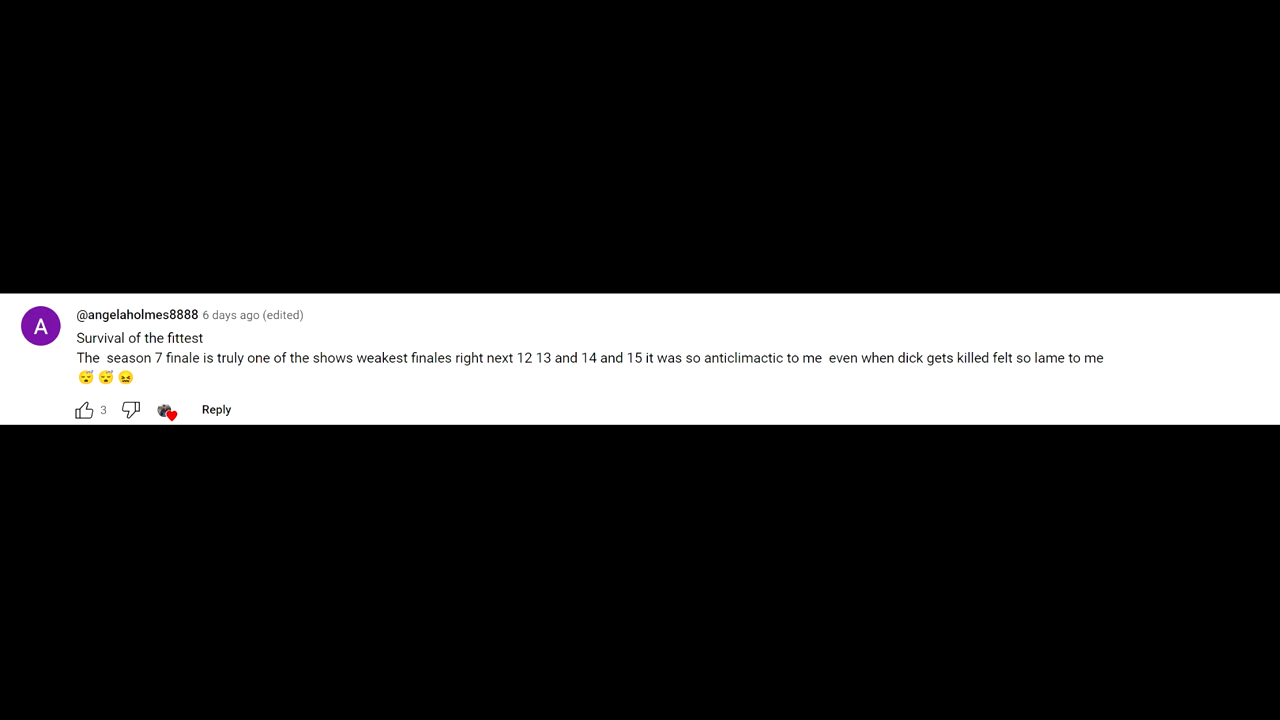 A
@angelaholmes8888 6 days ago (edited)
Survival of the fittest
The  season 7 finale is truly one of the shows weakest finales right next 12 13 and 14 and 15 it was so anticlimactic to me  even when dick gets killed felt so lame to me
😴 😴 😖
3 Reply